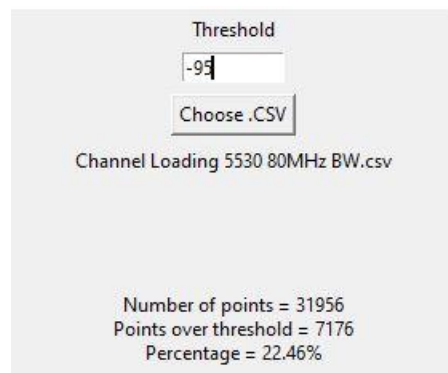 Threshold
-95
Choose .CSV
Channel Loading 5530 80MHz BW.csv
Number of points = 31956
Points over threshold = 7176
Percentage = 22.46%